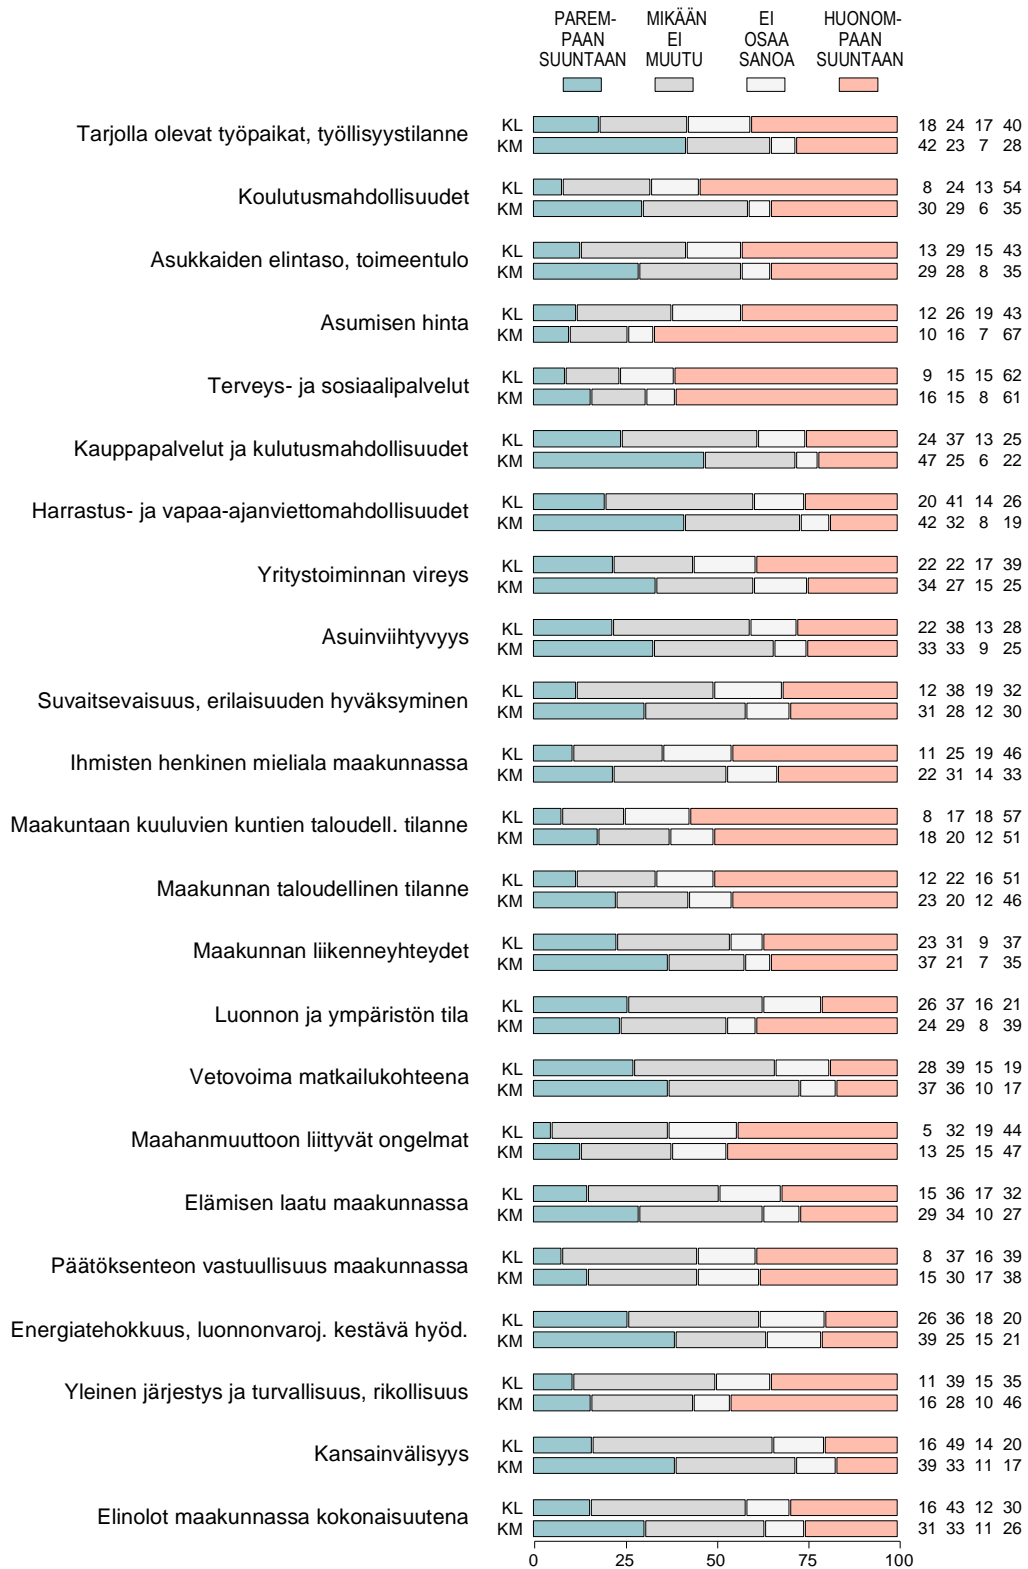 PAREM- MIKÄÄN EI HUONOM-
PAAN EI OSAA PAAN
SUUNTAAN MUUTU SANOA SUUNTAAN
Tarjolla olevat työpaikat, työllisyystilanne
KL 18 24 17 40
KM 42 23 7 28
Koulutusmahdollisuudet
KL 8 24 13 54
KM 30 29 6 35
Asukkaiden elintaso, toimeentulo
KL 13 29 15 43
KM 29 28 8 35
Asumisen hinta
KL 12 26 19 43
KM 10 16 7 67
Terveys- ja sosiaalipalvelut
KL 9 15 15 62
KM 16 15 8 61
Kauppapalvelut ja kulutusmahdollisuudet
KL 24 37 13 25
KM 47 25 6 22
Harrastus- ja vapaa-ajanviettomahdollisuudet
KL 20 41 14 26
KM 42 32 8 19
Yritystoiminnan vireys
KL 22 22 17 39
KM 34 27 15 25
Asuinviihtyvyys
KL 22 38 13 28
KM 33 33 9 25
Suvaitsevaisuus, erilaisuuden hyväksyminen
KL 12 38 19 32
KM 31 28 12 30
Ihmisten henkinen mieliala maakunnassa
KL 11 25 19 46
KM 22 31 14 33
Maakuntaan kuuluvien kuntien taloudell. tilanne
KL 8 17 18 57
KM 18 20 12 51
Maakunnan taloudellinen tilanne
KL 12 22 16 51
KM 23 20 12 46
Maakunnan liikenneyhteydet
KL 23 31 9 37
KM 37 21 7 35
Luonnon ja ympäristön tila
KL 26 37 16 21
KM 24 29 8 39
Vetovoima matkailukohteena
KL 28 39 15 19
KM 37 36 10 17
Maahanmuuttoon liittyvät ongelmat
KL 5 32 19 44
KM 13 25 15 47
Elämisen laatu maakunnassa
KL 15 36 17 32
KM 29 34 10 27
Päätöksenteon vastuullisuus maakunnassa
KL 8 37 16 39
KM 15 30 17 38
Energiatehokkuus, luonnonvaroj. kestävä hyöd.
KL 26 36 18 20
KM 39 25 15 21
Yleinen järjestys ja turvallisuus, rikollisuus
KL 11 39 15 35
KM 16 28 10 46
Kansainvälisyys
KL 16 49 14 20
KM 39 33 11 17
Elinolot maakunnassa kokonaisuutena
KL 16 43 12 30
KM 31 33 11 26
0 25 50 75 100